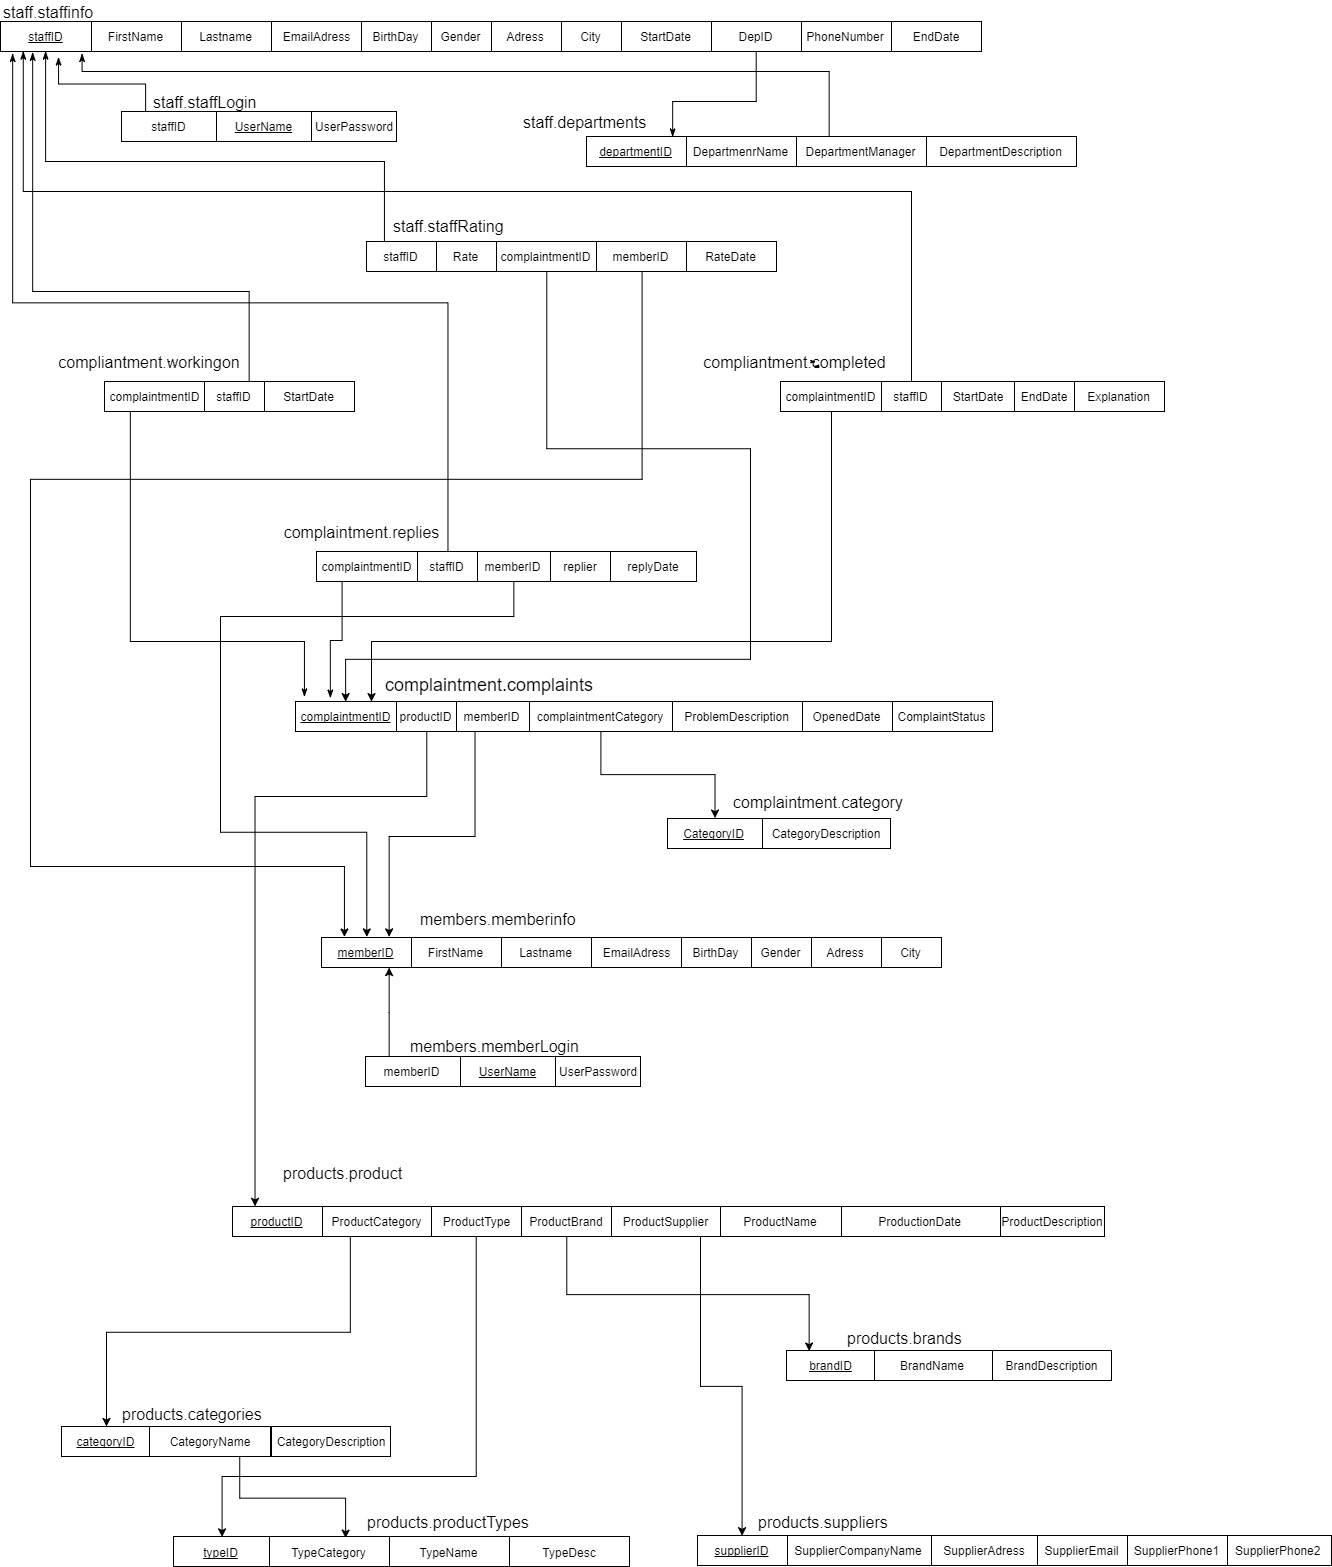 staff.staffinfo
staffID FirstName Lastname EmailAdress BirthDay Gender Adress City StartDate DepID PhoneNumber EndDate
staff.staffLogin
staffID UserName UserPassword
staff.departments
departmentID DepartmenrName DepartmentManager DepartmentDescription
staff.staffRating
staffID Rate complaintmentID memberID RateDate
compliantment.workingon
complaintmentID staffID StartDate
compliantment.completed
complaintmentID staffID StartDate EndDate Explanation
complaintment.replies
complaintmentID staffID memberID replier replyDate
complaintment.complaints
complaintmentID productID memberID complaintmentCategory ProblemDescription OpenedDate ComplaintStatus
complaintment.category
CategoryID CategoryDescription
members.memberinfo
memberID FirstName Lastname EmailAdress BirthDay Gender Adress City
members.memberLogin
memberID UserName UserPassword
products.product
productID ProductCategory ProductType ProductBrand ProductSupplier ProductName ProductionDate ProductDescription
products.brands
brandID BrandName BrandDescription
products.categories
categoryID CategoryName CategoryDescription
products.productTypes
typeID TypeCategory TypeName TypeDesc
products.suppliers
supplierID SupplierCompanyName SupplierAdress SupplierEmail SupplierPhone1 SupplierPhone2